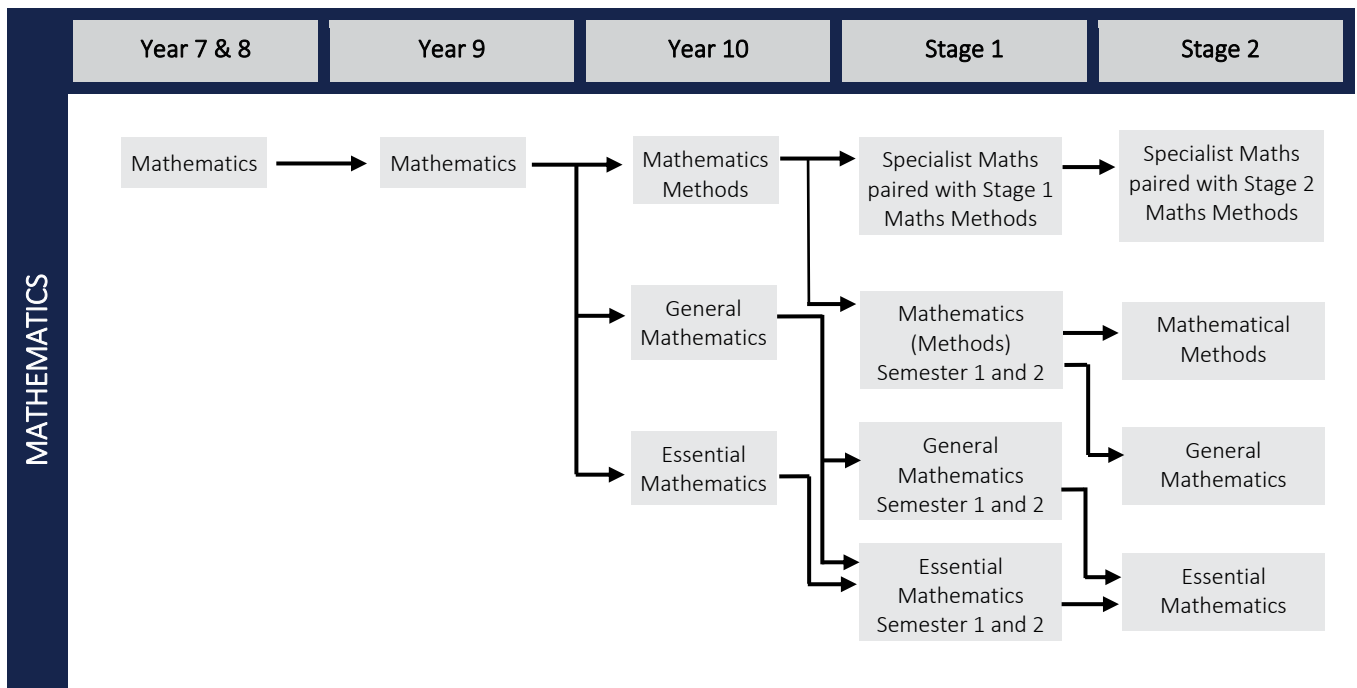 Year 7 & 8
Year 9
Year 10
Stage 1
Stage 2
MATHEMATICS
Mathematics
Mathematics
Mathematics
Methods
Specialist Maths
paired with Stage 1
Maths Methods
Specialist Maths
paired with Stage 2
Maths Methods
General
Mathematics
Mathematics
(Methods)
Semester 1 and 2
Mathematical
Methods
Essential
Mathematics
General
Mathematics
Semester 1 and 2
General
Mathematics
Essential
Mathematics
Semester 1 and 2
Essential
Mathematics